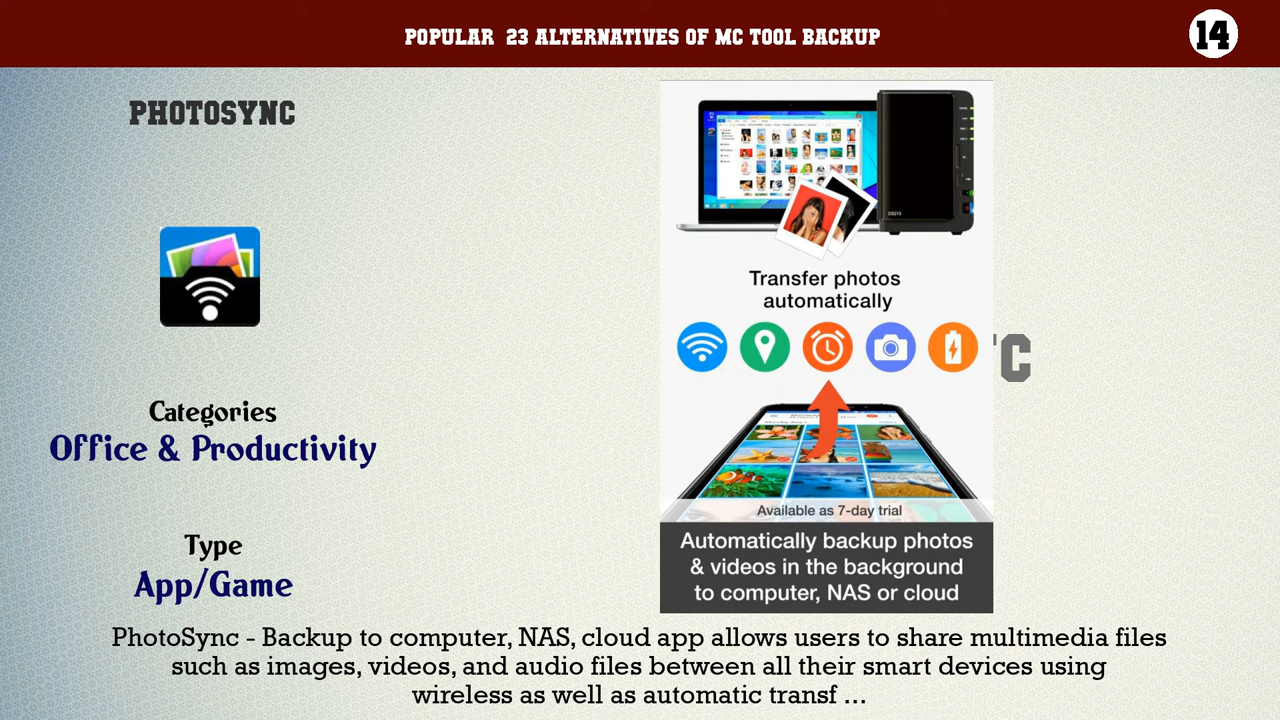 POPULAR 23 ALTERNATIVES OF MC TOOL BACKUP
14
PHOTOSYNC
DS213
Transfer photos
automatically
C
Categories
Office & Productivity
Available as 7-day trial
Automatically backup photos
& videos in the background
to computer, NAS or cloud
Type
App/Game
PhotoSync - Backup to computer, NAS, cloud app allows users to share multimedia files
such as images, videos, and audio files between all their smart devices using
wireless as well as automatic transf ...